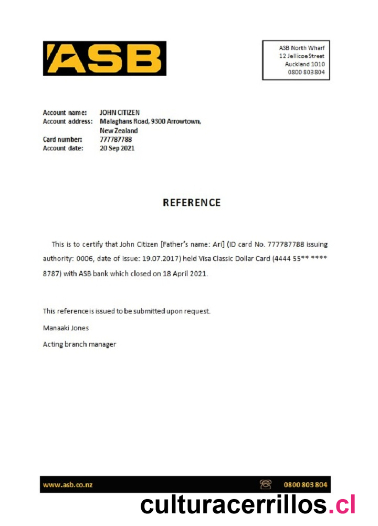 ASB
ASB North Wharf
12 Jellicoe Street
Auckland 1010
0800 803 804
Account name: JOHN CITIZEN
Account address: Malaghans Road, 9300 Arrowtown,
New Zealand
Card number: 777787788
Account date: 20 Sep 2021
REFERENCE
This is to certify that John Citizen [Father's name: Ari] (ID card No. 777787788 issuing
authority: 0006, date of issue: 19.07.2017) held Visa Classic Dollar Card (4444 55** ****
8787) with ASB bank which closed on 18 April 2021.
This reference is issued to be submitted upon request.
Manaaki Jones
Acting branch manager
www.asb.co.nz 0800 803 804
culturacerrillos.cl